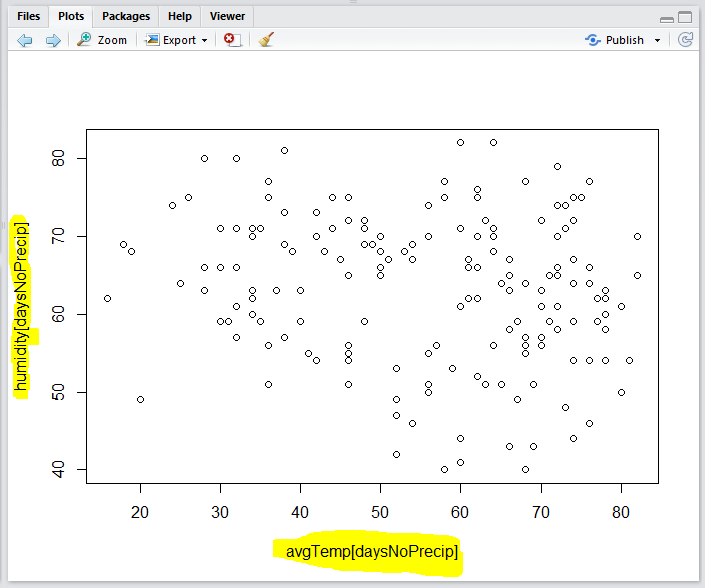 Files Plots Packages Help Viewer
Zoom Export Publish
80
70
60
50
40
humidity[daysNoPrecip]
20 30 40 50 60 70 80
avgTemp[daysNoPrecip]